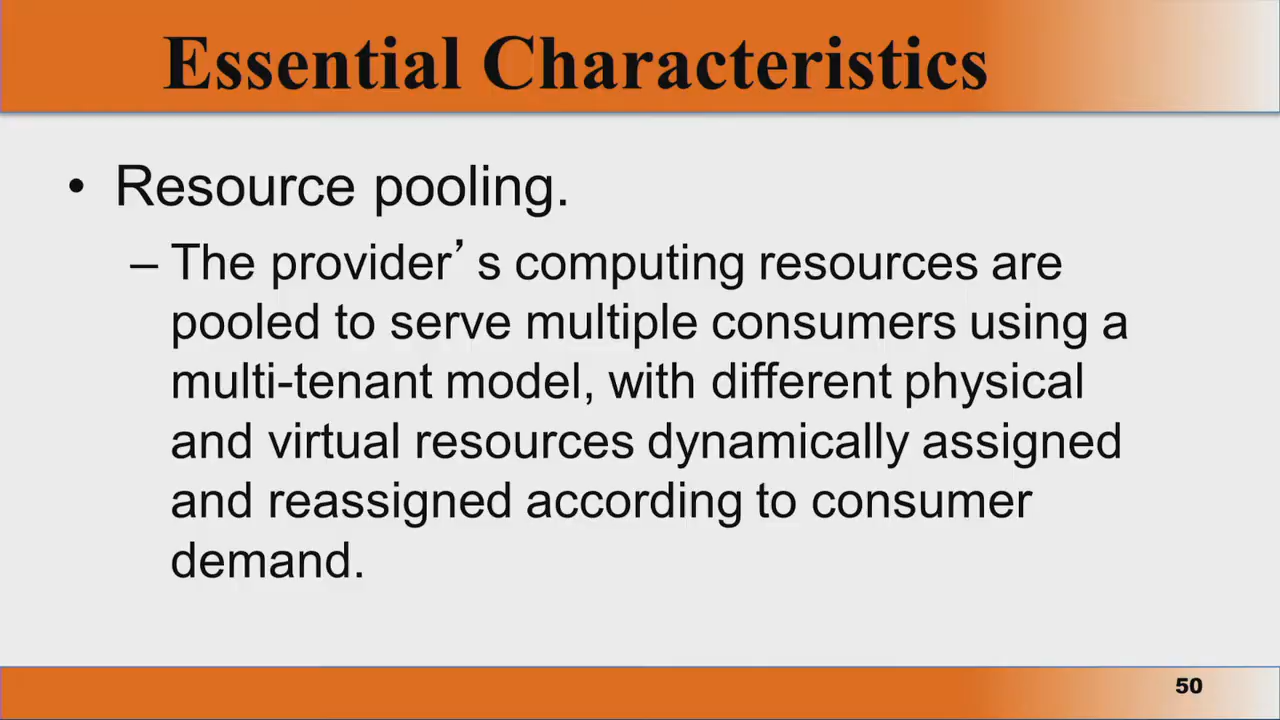 Essential Characteristics
• Resource pooling.
– The provider’s computing resources are
pooled to serve multiple consumers using a
multi-tenant model, with different physical
and virtual resources dynamically assigned
and reassigned according to consumer
demand.
50